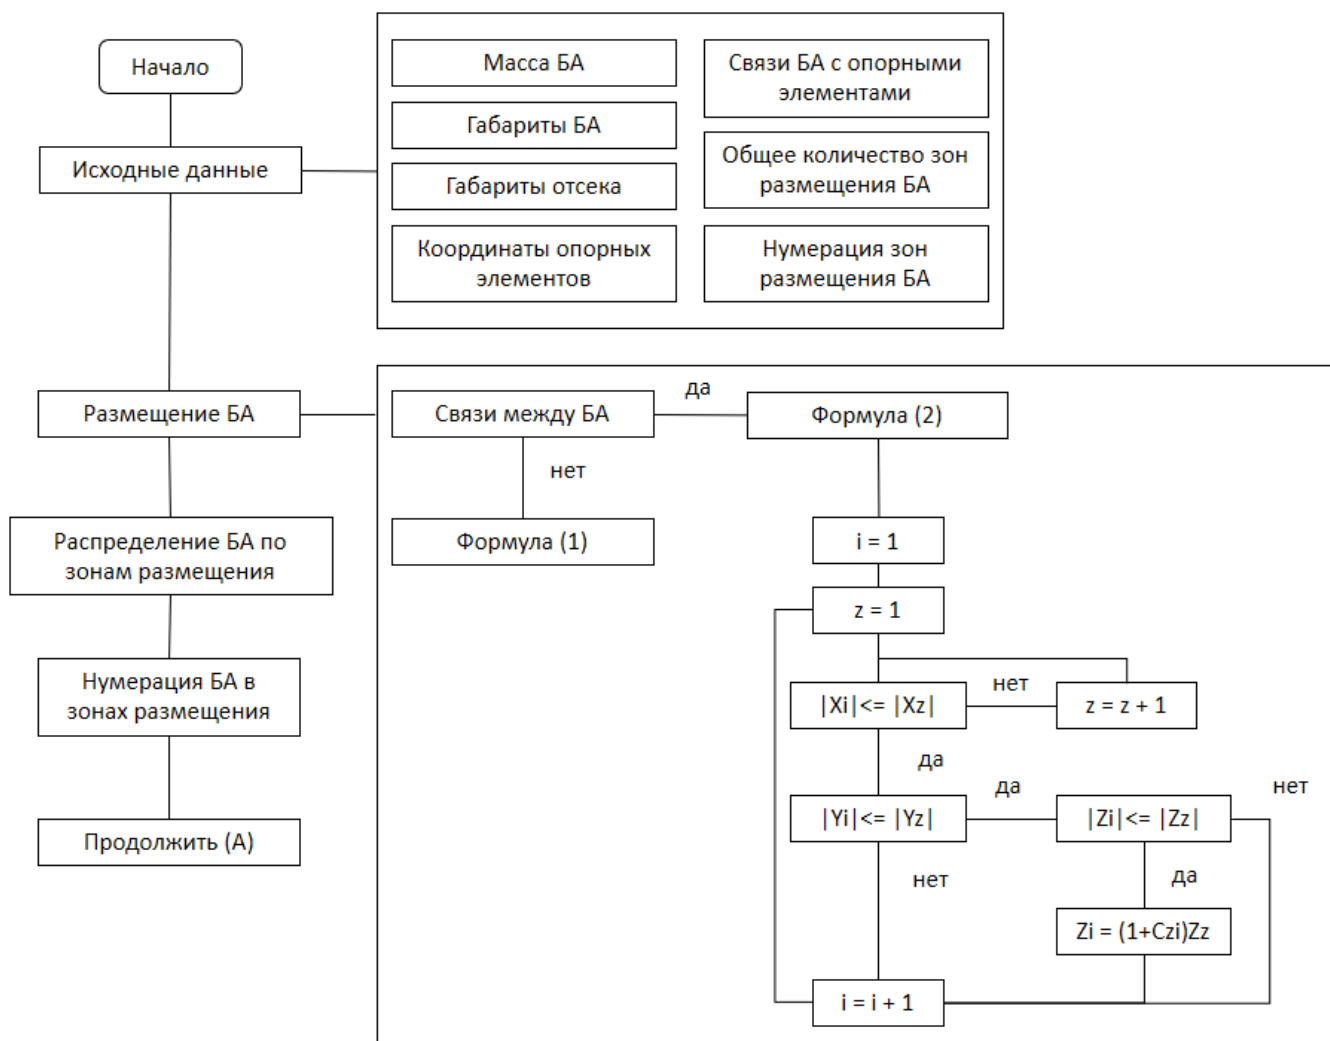 Начало
Исходные данные
Масса БА
Габариты БА
Габариты отсека
Координаты опорных
элементов
Связи БА с опорными
элементами
Общее количество зон
размещения БА
Нумерация зон
размещения БА
Размещение БА
Распределение БА по
зонам размещения
Нумерация БА в
зонах размещения
Продолжить (А)
Связи между БА
да
Формула (2)
нет
Формула (1)
i = 1
z = 1
|Xi|<= |Xz|
нет
z = z + 1
да
|Yi|<= |Yz|
да
|Zi|<= |Zz|
нет
нет
да
Zi = (1+Czi)Zz
i = i + 1